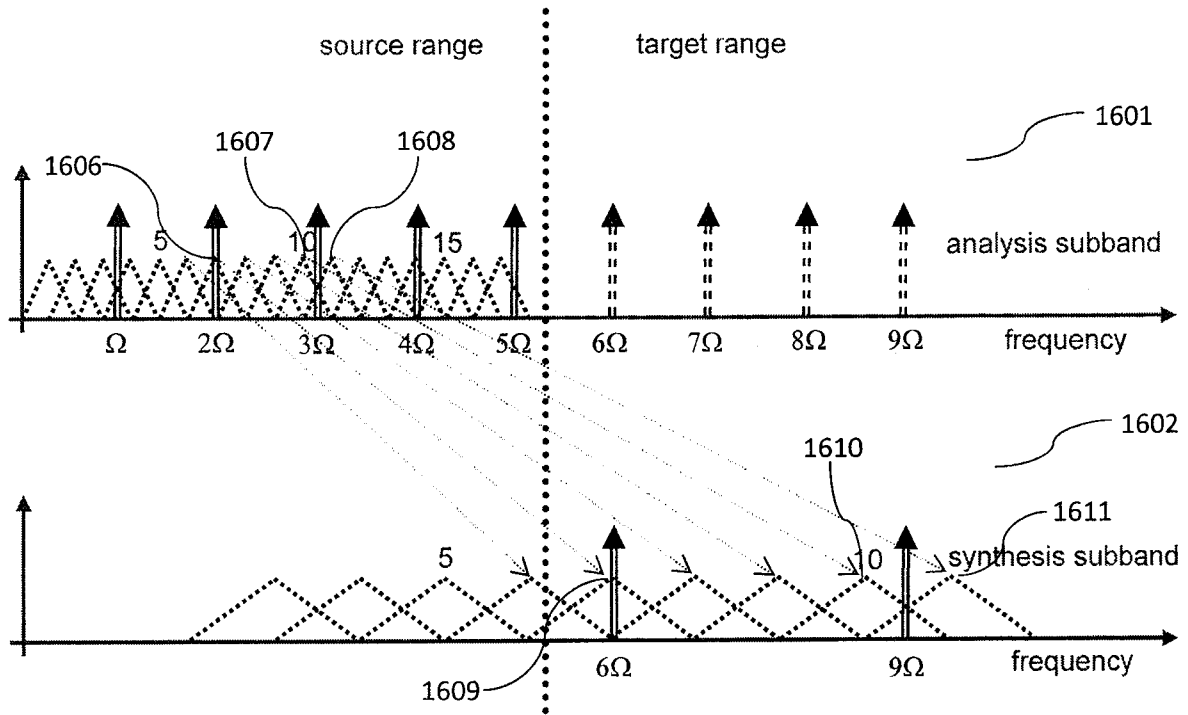 source range
target range
1601
1606
1607
1608
5
10
15
analysis subband
Ω
2Ω
3Ω
4Ω
5Ω
6Ω
7Ω
8Ω
9Ω
frequency
1602
1610
1611
5
10
synthesis subband
6Ω
9Ω
frequency
1609